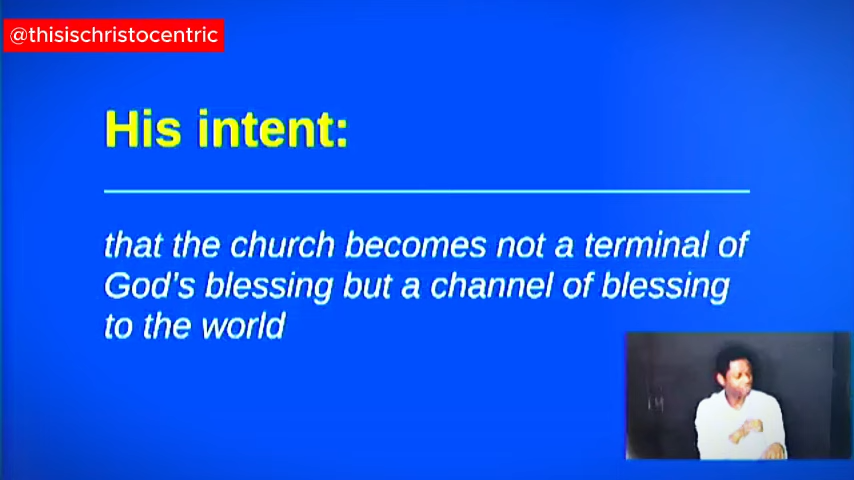 @thisischristocentric
His intent:
that the church becomes not a terminal of
God's blessing but a channel of blessing
to the world